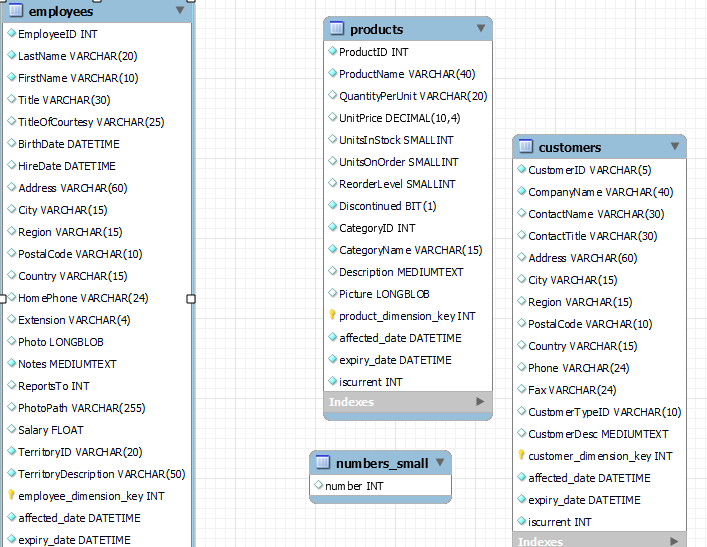 employees
EmployeeID INT
LastName VARCHAR(20)
FirstName VARCHAR(10)
Title VARCHAR(30)
TitleOfCourtesy VARCHAR(25)
BirthDate DATETIME
HireDate DATETIME
Address VARCHAR(60)
City VARCHAR(15)
Region VARCHAR(15)
PostalCode VARCHAR(10)
Country VARCHAR(15)
HomePhone VARCHAR(24)
Extension VARCHAR(4)
Photo LONGBLOB
Notes MEDIUMTEXT
ReportsTo INT
PhotoPath VARCHAR(255)
Salary FLOAT
TerritoryID VARCHAR(20)
TerritoryDescription VARCHAR(50)
employee_dimension_key INT
affected_date DATETIME
expiry_date DATETIME
products
ProductID INT
ProductName VARCHAR(40)
QuantityPerUnit VARCHAR(20)
UnitPrice DECIMAL(10,4)
UnitsInStock SMALLINT
UnitsOnOrder SMALLINT
ReorderLevel SMALLINT
Discontinued BIT(1)
CategoryID INT
CategoryName VARCHAR(15)
Description MEDIUMTEXT
Picture LONGBLOB
product_dimension_key INT
affected_date DATETIME
expiry_date DATETIME
iscurrent INT
Indexes
numbers_small
number INT
customers
CustomerID VARCHAR(5)
CompanyName VARCHAR(40)
ContactName VARCHAR(30)
ContactTitle VARCHAR(30)
Address VARCHAR(60)
City VARCHAR(15)
Region VARCHAR(15)
PostalCode VARCHAR(10)
Country VARCHAR(15)
Phone VARCHAR(24)
Fax VARCHAR(24)
CustomerTypeID VARCHAR(10)
CustomerDesc MEDIUMTEXT
customer_dimension_key INT
affected_date DATETIME
expiry_date DATETIME
iscurrent INT
Indexes